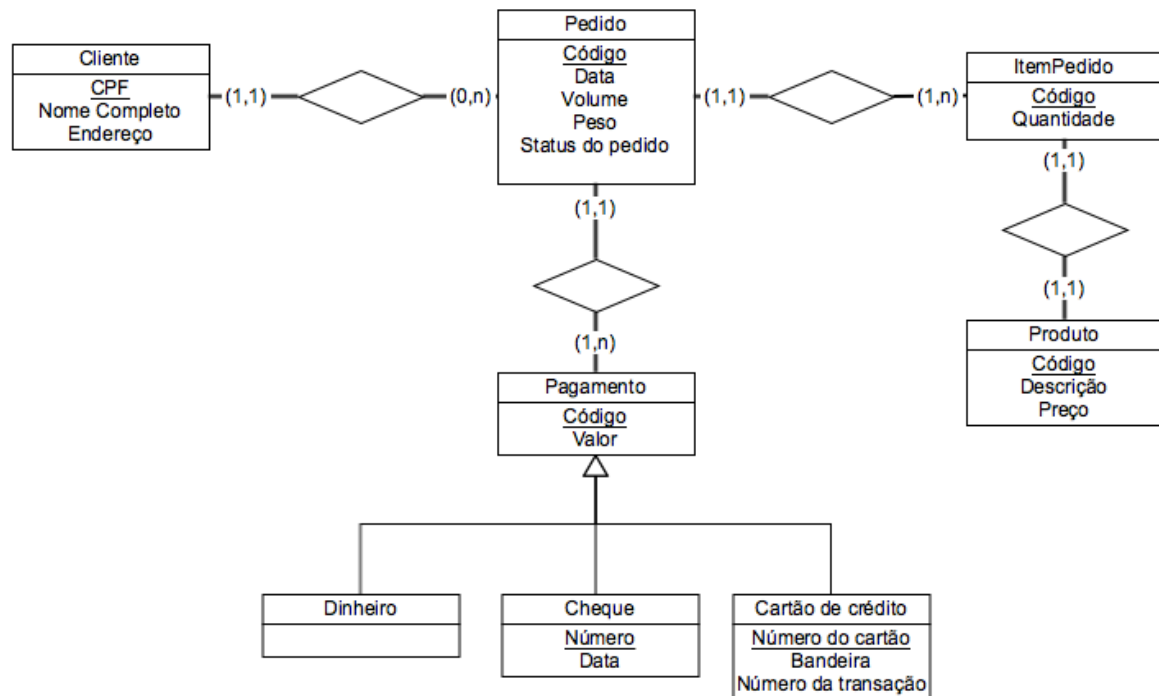 Cliente
CPF
Nome Completo
Endereço
(1,1)
(0,n)
Pedido
Código
Data
Volume
Peso
Status do pedido
(1,1)
(1,n)
ItemPedido
Código
Quantidade
(1,1)
(1,1)
Produto
Código
Descrição
Preço
(1,1)
(1,n)
Pagamento
Código
Valor
Dinheiro
Cheque
Número
Data
Cartão de crédito
Número do cartão
Bandeira
Número da transação